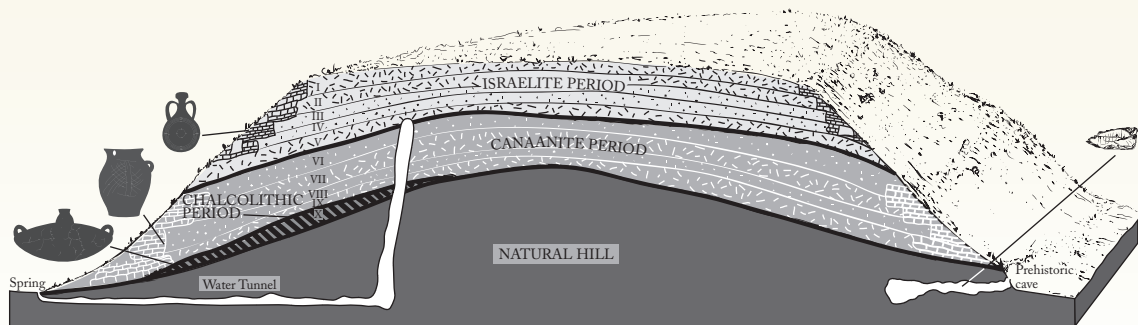 ISRAELITE PERIOD
I
II
III
IV
CANAANITE PERIOD
V
VI
VII
VIII
IX
X
CHALCOLITHIC
PERIOD
NATURAL HILL
Spring
Water Tunnel
Prehistoric
cave